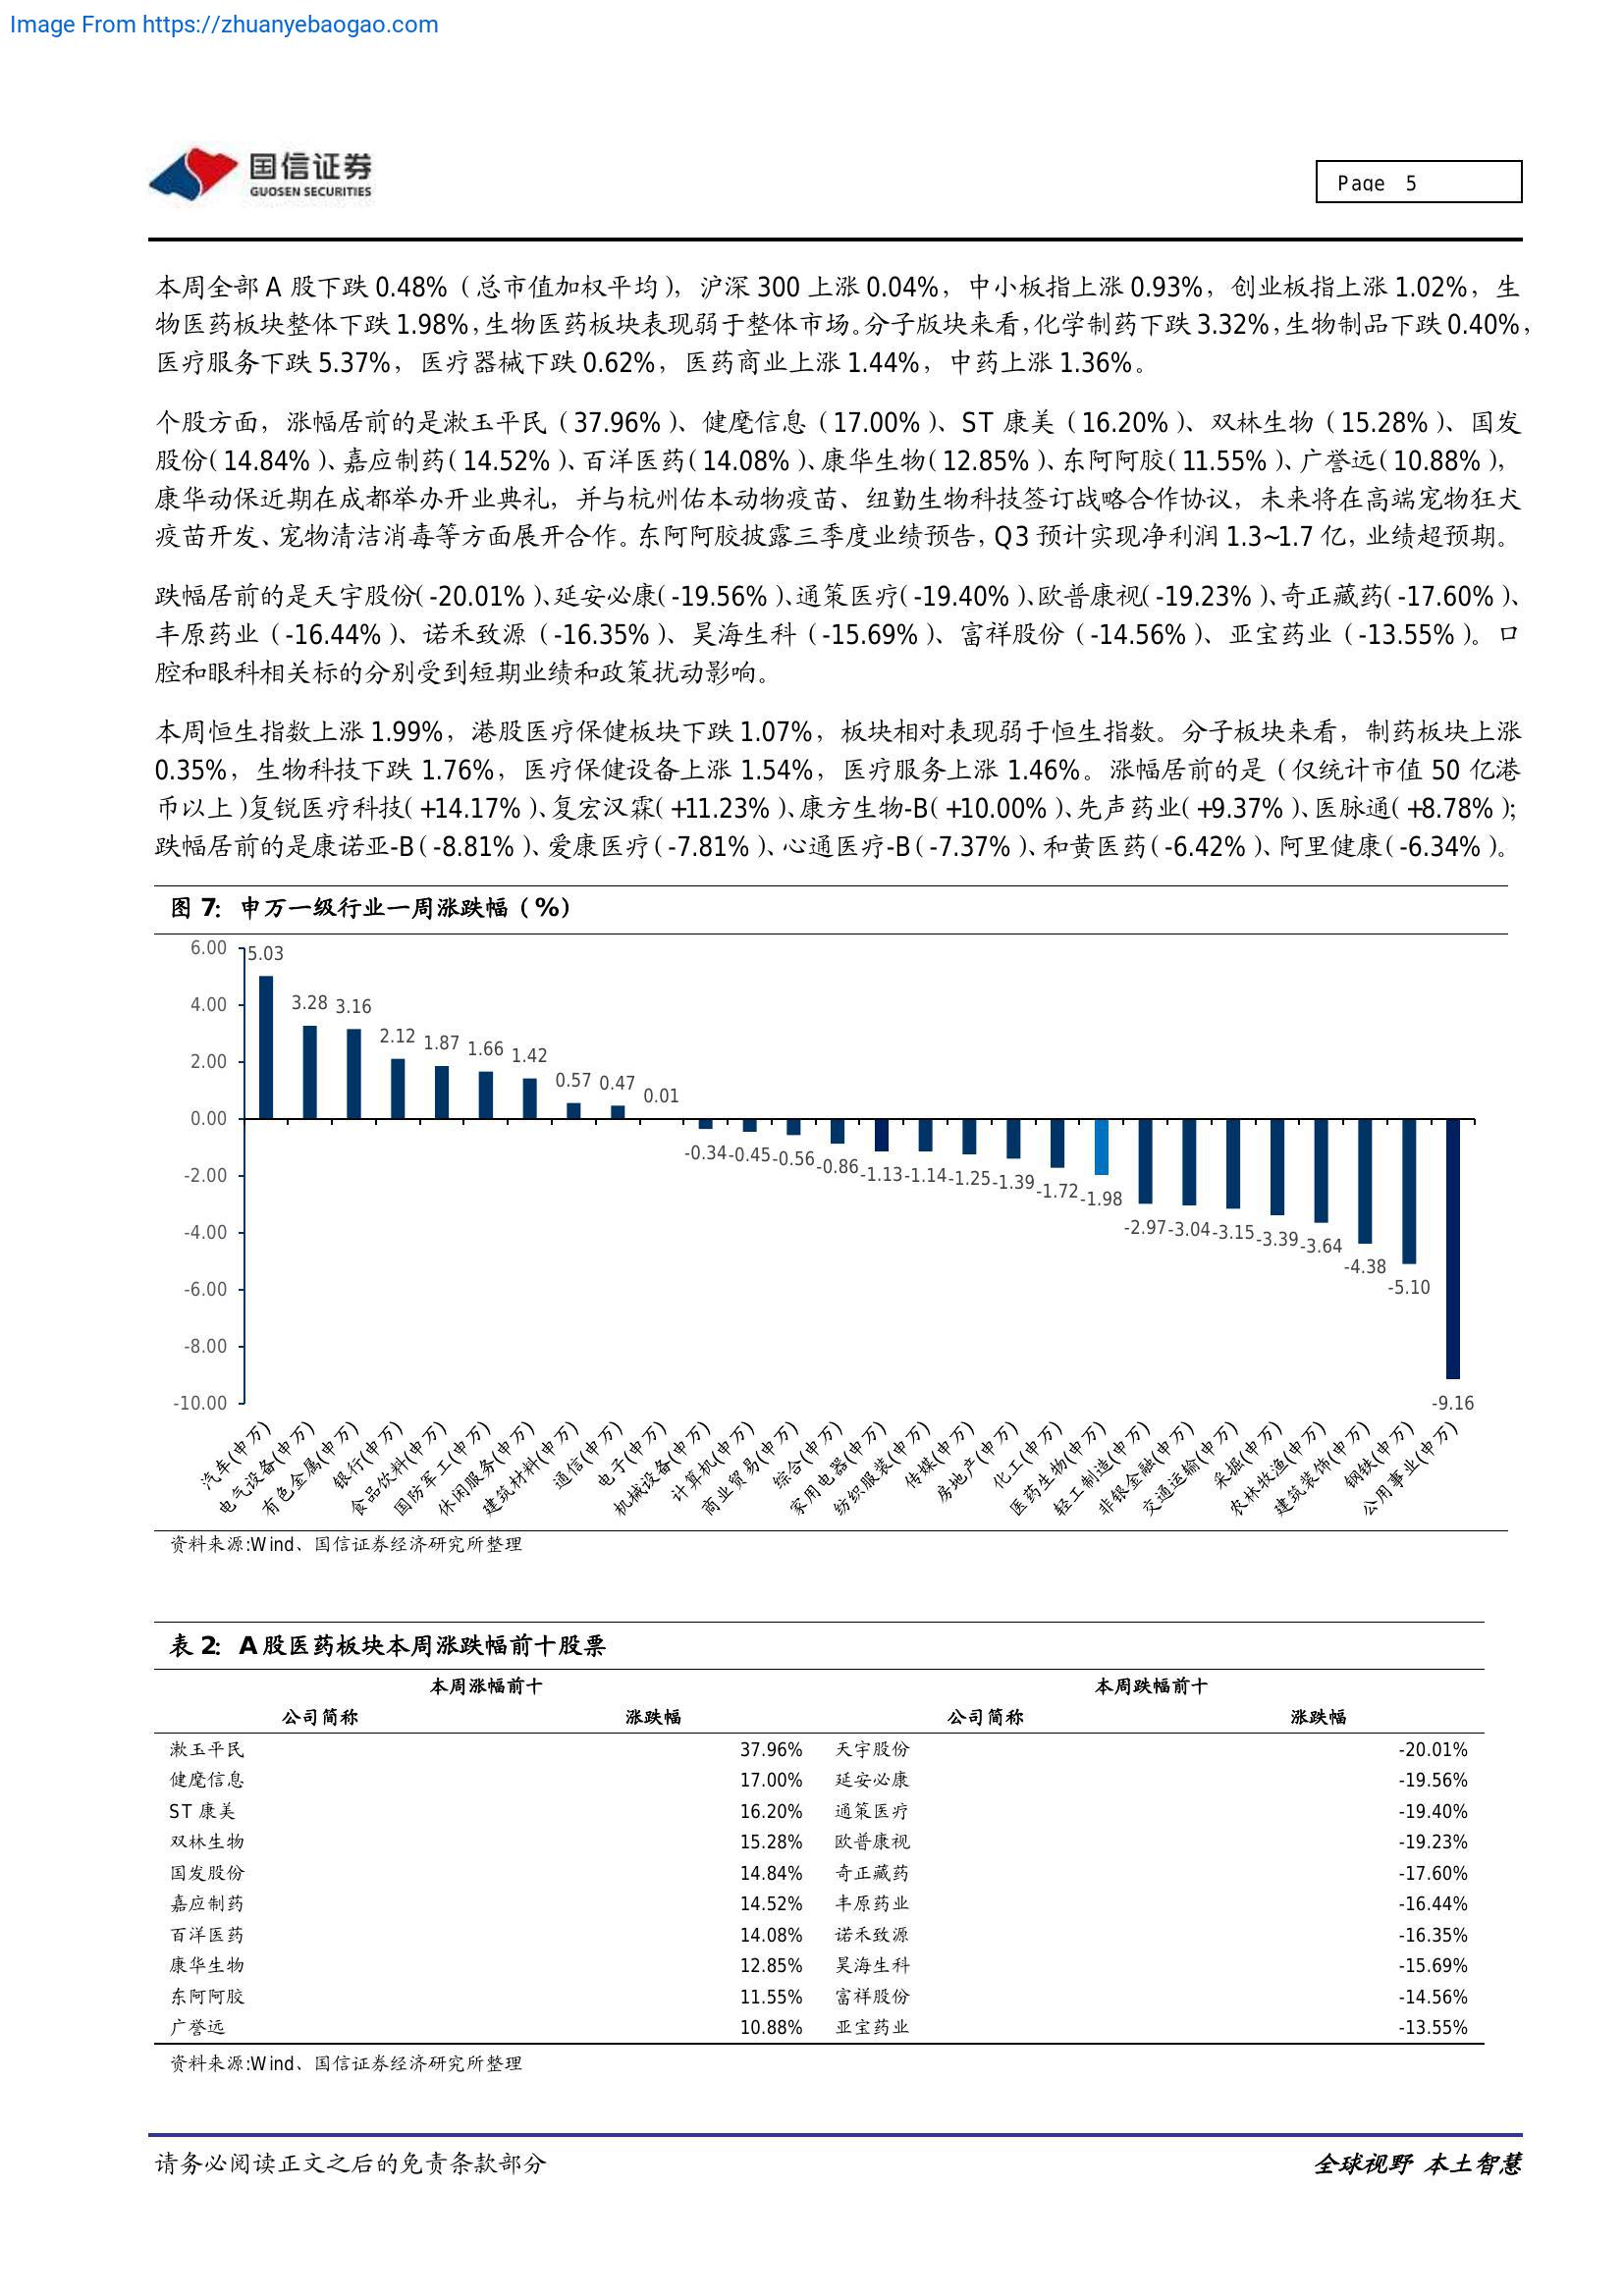 Image From https://zhuanyebaogao.com
国信证券
GUOSEN SECURITIES
Page 5
本周全部 A 股下跌 0.48%（总市值加权平均），沪深 300 上涨 0.04%，中小板指上涨 0.93%，创业板指上涨 1.02%，生
物医药板块整体下跌 1.98%，生物医药板块表现弱于整体市场。分子版块来看，化学制药下跌 3.32%，生物制品下跌 0.40%，
医疗服务下跌 5.37%，医疗器械下跌 0.62%，医药商业上涨 1.44%，中药上涨 1.36%。
个股方面，涨幅居前的是漱玉平民（37.96%）、健麾信息（17.00%）、ST 康美（16.20%）、双林生物（15.28%）、国发
股份（14.84%）、嘉应制药（14.52%）、百洋医药（14.08%）、康华生物（12.85%）、东阿阿胶（11.55%）、广誉远（10.88%），
康华动保近期在成都举办开业典礼，并与杭州佑本动物疫苗、纽勤生物科技签订战略合作协议，未来将在高端宠物狂犬
疫苗开发、宠物清洁消毒等方面展开合作。东阿阿胶披露三季度业绩预告，Q3 预计实现净利润 1.3~1.7 亿，业绩超预期。
跌幅居前的是天宇股份（-20.01%）、延安必康（-19.56%）、通策医疗（-19.40%）、欧普康视（-19.23%）、奇正藏药（-17.60%）、
丰原药业（-16.44%）、诺禾致源（-16.35%）、昊海生科（-15.69%）、富祥股份（-14.56%）、亚宝药业（-13.55%）。口
腔和眼科相关标的分别受到短期业绩和政策扰动影响。
本周恒生指数上涨 1.99%，港股医疗保健板块下跌 1.07%，板块相对表现弱于恒生指数。分子板块来看，制药板块上涨
0.35%，生物科技下跌 1.76%，医疗保健设备上涨 1.54%，医疗服务上涨 1.46%。涨幅居前的是（仅统计市值 50 亿港
币以上）复锐医疗科技（+14.17%）、复宏汉霖（+11.23%）、康方生物-B（+10.00%）、先声药业（+9.37%）、医脉通（+8.78%）；
跌幅居前的是康诺亚-B（-8.81%）、爱康医疗（-7.81%）、心通医疗-B（-7.37%）、和黄医药（-6.42%）、阿里健康（-6.34%）。
图 7：申万一级行业一周涨跌幅（%）
6.00
4.00
2.00
0.00
-2.00
-4.00
-6.00
-8.00
-10.00
5.03 3.28 3.16 2.12 1.87 1.66 1.42 0.57 0.47 0.01 -0.34 -0.45 -0.56 -0.86 -1.13 -1.14 -1.25 -1.39 -1.72 -1.98 -2.97 -3.04 -3.15 -3.39 -3.64 -4.38 -5.10 -9.16
汽车(申万)
电气设备(申万)
有色金属(申万)
银行(申万)
食品饮料(申万)
国防军工(申万)
休闲服务(申万)
建筑材料(申万)
通信(申万)
电子(申万)
机械设备(申万)
计算机(申万)
商业贸易(申万)
综合(申万)
家用电器(申万)
纺织服装(申万)
传媒(申万)
房地产(申万)
化工(申万)
医药生物(申万)
轻工制造(申万)
非银金融(申万)
交通运输(申万)
采掘(申万)
农林牧渔(申万)
建筑装饰(申万)
钢铁(申万)
公用事业(申万)
资料来源:Wind、国信证券经济研究所整理
表 2：A 股医药板块本周涨跌幅前十股票
本周涨幅前十 本周跌幅前十
公司简称 涨跌幅 公司简称 涨跌幅
漱玉平民 37.96% 天宇股份 -20.01%
健麾信息 17.00% 延安必康 -19.56%
ST 康美 16.20% 通策医疗 -19.40%
双林生物 15.28% 欧普康视 -19.23%
国发股份 14.84% 奇正藏药 -17.60%
嘉应制药 14.52% 丰原药业 -16.44%
百洋医药 14.08% 诺禾致源 -16.35%
康华生物 12.85% 昊海生科 -15.69%
东阿阿胶 11.55% 富祥股份 -14.56%
广誉远 10.88% 亚宝药业 -13.55%
资料来源:Wind、国信证券经济研究所整理
请务必阅读正文之后的免责条款部分
全球视野 本土智慧